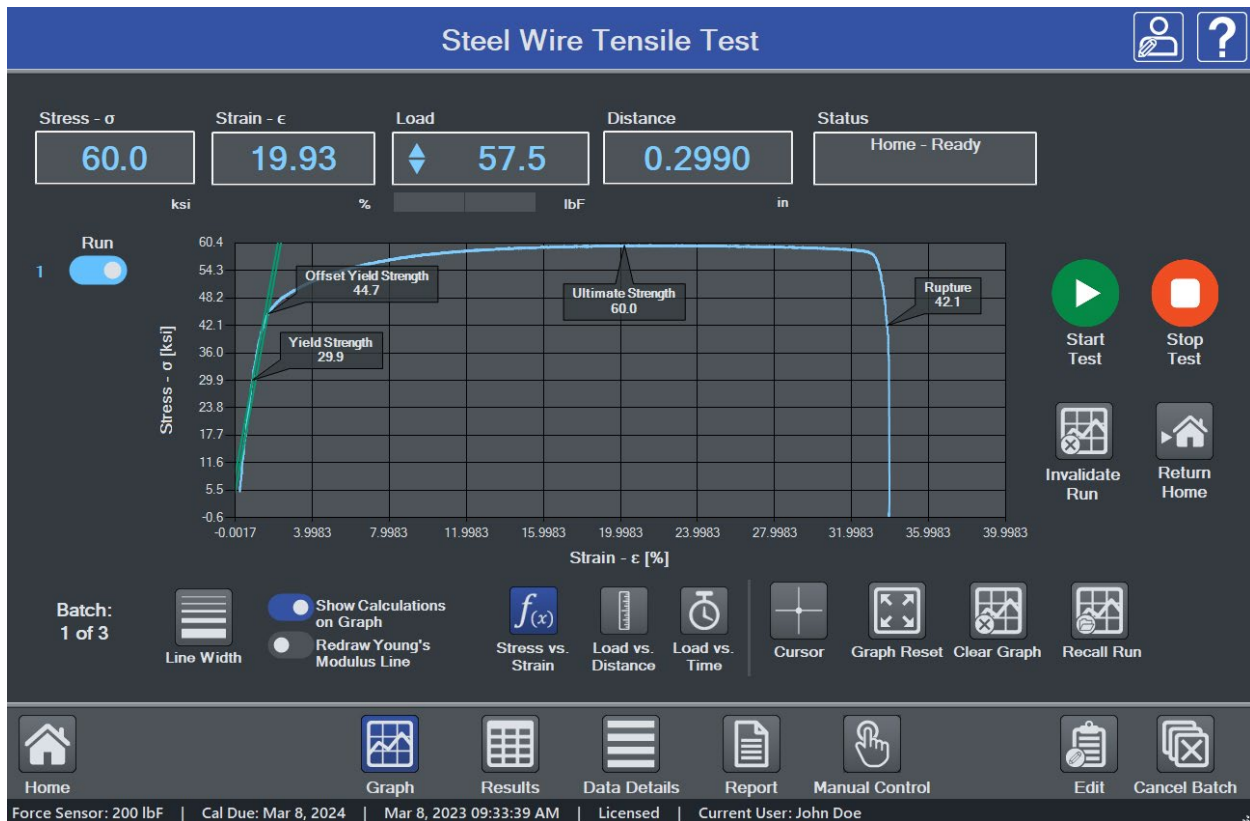 Steel Wire Tensile Test
?
Stress - σ
Strain - ϵ
Load
Distance
Status
60.0
19.93
57.5
0.2990
Home - Ready
ksi
%
lbF
in
Run
1
60.4
54.3
48.2
42.1
36.0
29.9
23.8
17.7
11.6
5.5
-0.6
Stress - σ [ksi]
Offset Yield Strength
44.7
Yield Strength
29.9
Ultimate Strength
60.0
Rupture
42.1
-0.0017
3.9983
7.9983
11.9983
15.9983
19.9983
23.9983
27.9983
31.9983
35.9983
39.9983
Strain - ε [%]
Start
Test
Stop
Test
Invalidate
Run
Return
Home
Batch:
1 of 3
Line Width
Show Calculations
on Graph
Redraw Young's
Modulus Line
f(x)
Stress vs.
Strain
Load vs.
Distance
Load vs.
Time
Cursor
Graph Reset
Clear Graph
Recall Run
Home
Graph
Results
Data Details
Report
Manual Control
Edit
Cancel Batch
Force Sensor: 200 lbF | Cal Due: Mar 8, 2024 | Mar 8, 2023 09:33:39 AM | Licensed | Current User: John Doe